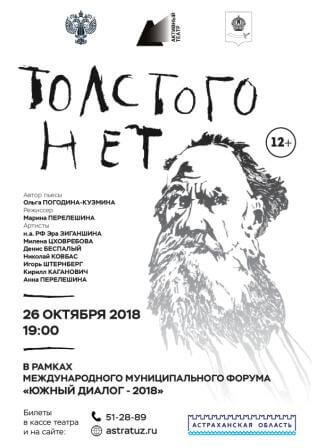 АКТИВНЫЙ
ТЕАТР
ТОЛСТОГО
НЕТ
12+
Автор пьесы
Ольга ПОГОДИНА-КУЗМИНА
Режиссер
Марина ПЕРЕЛЕШИНА
Артисты
н.а. РФ Эра ЗИГАНШИНА
Милена ЦХОВРЕБОВА
Денис БЕСПАЛЫЙ
Николай КОВБАС
Игорь ШТЕРНБЕРГ
Кирилл КАГАНОВИЧ
Анна ПЕРЕЛЕШИНА
26 ОКТЯБРЯ 2018
19:00
В РАМКАХ
МЕЖДУНАРОДНОГО МУНИЦИПАЛЬНОГО ФОРУМА
«ЮЖНЫЙ ДИАЛОГ - 2018»
Билеты
в кассе театра
и на сайте:
51-28-89
astratuz.ru
АСТРАХАНСКАЯ ОБЛАСТЬ